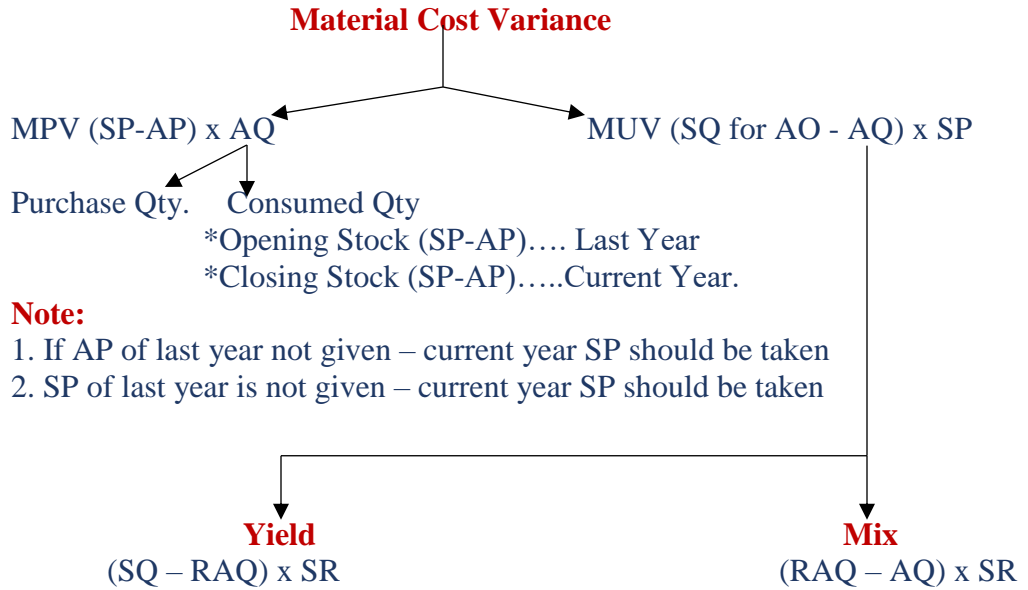 Material Cost Variance
MPV (SP-AP) x AQ MUV (SQ for AO - AQ) x SP
Purchase Qty. Consumed Qty
*Opening Stock (SP-AP)…. Last Year
*Closing Stock (SP-AP)…..Current Year.
Note:
1. If AP of last year not given – current year SP should be taken
2. SP of last year is not given – current year SP should be taken
Yield Mix
(SQ – RAQ) x SR (RAQ – AQ) x SR